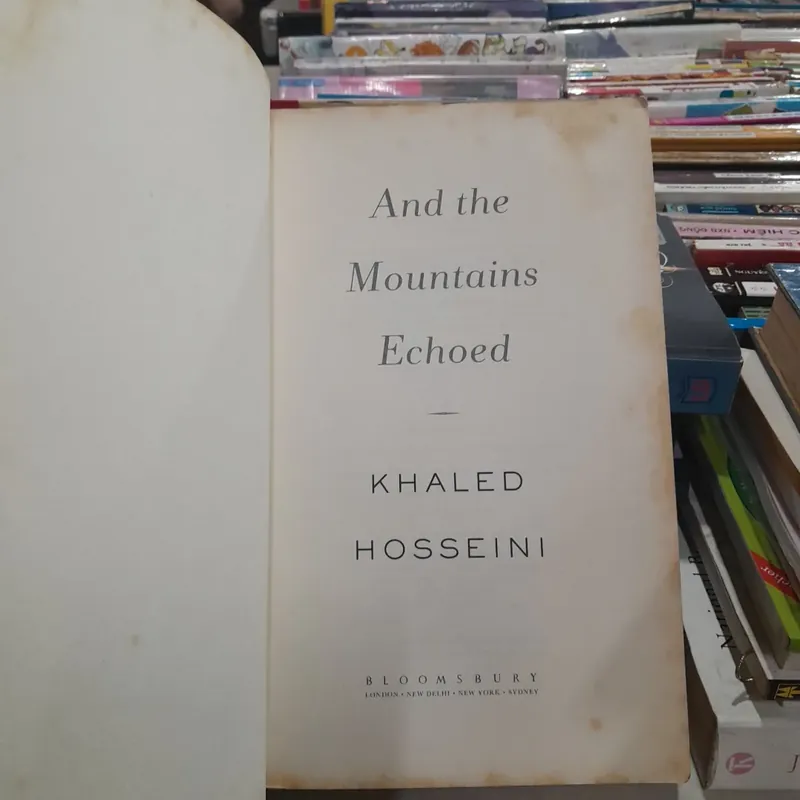 And the
Mountains
Echoed
KHALED
HOSSEINI
BLOOMSBURY
LONDON • NEW DELHI • NEW YORK • SYDNEY